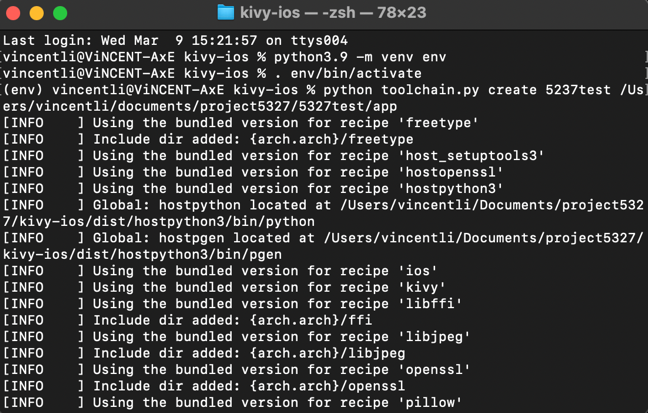 kivy-ios — -zsh — 78×23
Last login: Wed Mar  9 15:21:57 on ttys004
[vincentli@ViNCENT-AxE kivy-ios % python3.9 -m venv env ]
[vincentli@ViNCENT-AxE kivy-ios % . env/bin/activate ]
[(env) vincentli@ViNCENT-AxE kivy-ios % python toolchain.py create 5237test /Us]
ers/vincentli/documents/project5327/5327test/app
[INFO    ] Using the bundled version for recipe 'freetype'
[INFO    ] Include dir added: {arch.arch}/freetype
[INFO    ] Using the bundled version for recipe 'host_setuptools3'
[INFO    ] Using the bundled version for recipe 'hostopenssl'
[INFO    ] Using the bundled version for recipe 'hostpython3'
[INFO    ] Global: hostpython located at /Users/vincentli/Documents/project532
7/kivy-ios/dist/hostpython3/bin/python
[INFO    ] Global: hostpgen located at /Users/vincentli/Documents/project5327/
kivy-ios/dist/hostpython3/bin/pgen
[INFO    ] Using the bundled version for recipe 'ios'
[INFO    ] Using the bundled version for recipe 'kivy'
[INFO    ] Using the bundled version for recipe 'libffi'
[INFO    ] Include dir added: {arch.arch}/ffi
[INFO    ] Using the bundled version for recipe 'libjpeg'
[INFO    ] Include dir added: {arch.arch}/libjpeg
[INFO    ] Using the bundled version for recipe 'openssl'
[INFO    ] Include dir added: {arch.arch}/openssl
[INFO    ] Using the bundled version for recipe 'pillow'